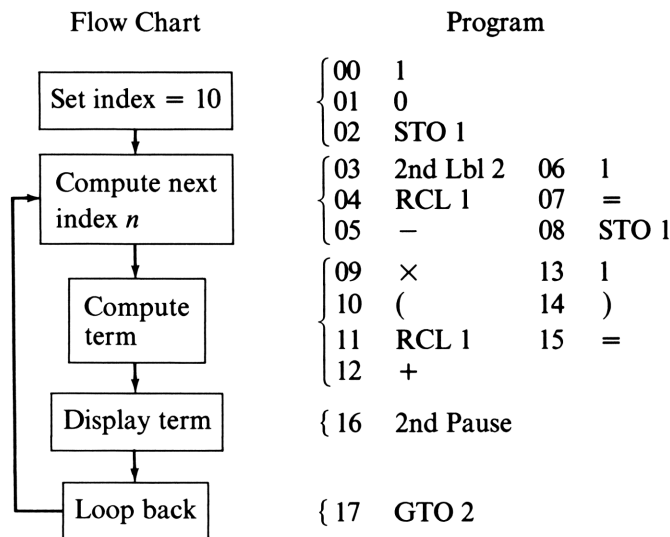 Flow Chart Program
Set index = 10
Compute next
index n
Compute
term
Display term
Loop back
{ 00 1
01 0
02 STO 1
{ 03 2nd Lbl 2 06 1
04 RCL 1 07 =
05 − 08 STO 1
{ 09 × 13 1
10 ( 14 )
11 RCL 1 15 =
12 +
{ 16 2nd Pause
{ 17 GTO 2